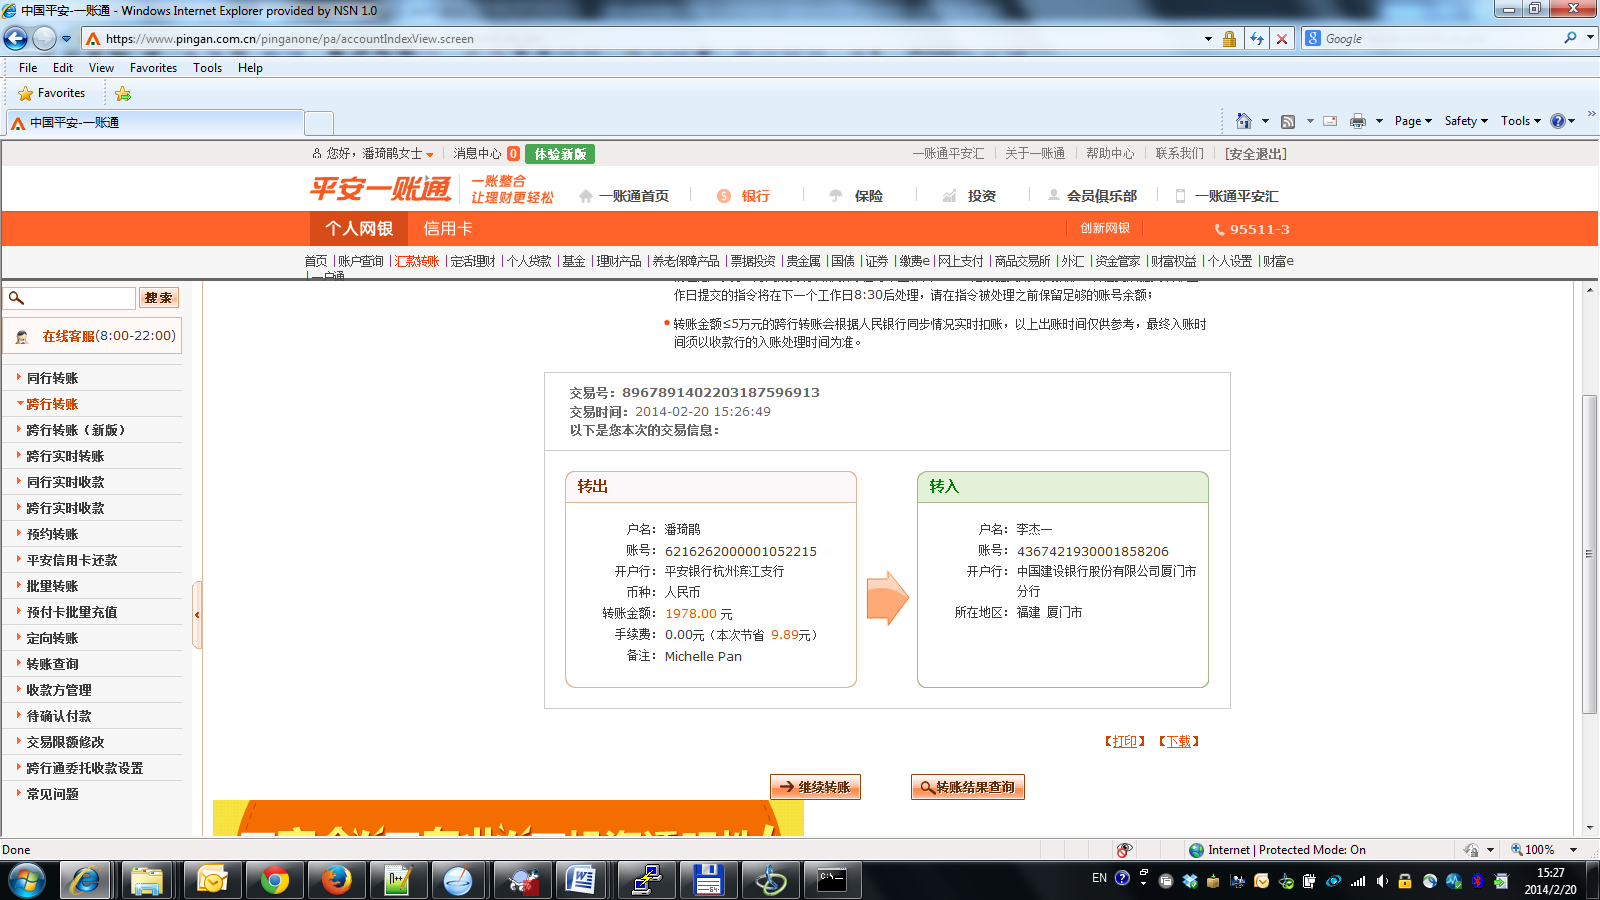 中国平安-一账通 - Windows Internet Explorer provided by NSN 1.0
https://www.pingan.com.cn/pinganone/pa/accountIndexView.screen
Google
File Edit View Favorites Tools Help
Favorites
中国平安-一账通
Page Safety Tools
您好，潘琦鹃女士 消息中心 0 体验新版
一账通平安汇 关于一账通 帮助中心 联系我们 [安全退出]
平安一账通
一账整合
让理财更轻松
一账通首页 银行 保险 投资 会员俱乐部 一账通平安汇
个人网银 信用卡 创新网银 95511-3
首页 | 账户查询 | 汇款转账 | 定活理财 | 个人贷款 | 基金 | 理财产品 | 养老保障产品 | 票据投资 | 贵金属 | 国债 | 证券 | 缴费e | 网上支付 | 商品交易所 | 外汇 | 资金管家 | 财富权益 | 个人设置 | 财富e
| 一户通
搜索
在线客服(8:00-22:00)
同行转账
跨行转账
跨行转账（新版）
跨行实时转账
同行实时收款
跨行实时收款
预约转账
平安信用卡还款
批量转账
预付卡批量充值
定向转账
转账查询
收款方管理
待确认付款
交易限额修改
跨行通委托收款设置
常见问题
作日提交的指令将在下一个工作日8:30后处理，请在指令被处理之前保留足够的账号余额；
转账金额≤5万元的跨行转账会根据人民银行同步情况实时扣账，以上出账时间仅供参考，最终入账时
间须以收款行的入账处理时间为准。
交易号：8967891402203187596913
交易时间：2014-02-20 15:26:49
以下是您本次的交易信息：
转出
户名：潘琦鹃
账号：6216262000001052215
开户行：平安银行杭州滨江支行
币种：人民币
转账金额：1978.00 元
手续费：0.00元（本次节省 9.89元）
备注：Michelle Pan
转入
户名：李杰一
账号：4367421930001858206
开户行：中国建设银行股份有限公司厦门市
分行
所在地区：福建 厦门市
【打印】 【下载】
继续转账 转账结果查询
Done
Internet | Protected Mode: On
100%
EN
15:27
2014/2/20